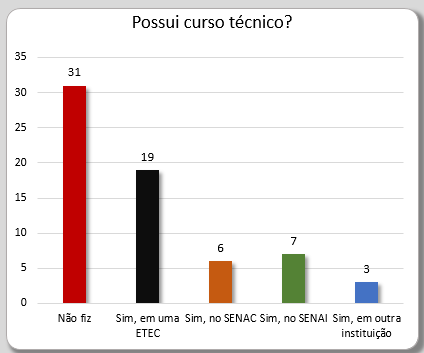 Possui curso técnico?
35
30
25
20
15
10
5
0
31
19
6
7
3
Não fiz
Sim, em uma
ETEC
Sim, no SENAC
Sim, no SENAI
Sim, em outra
instituição